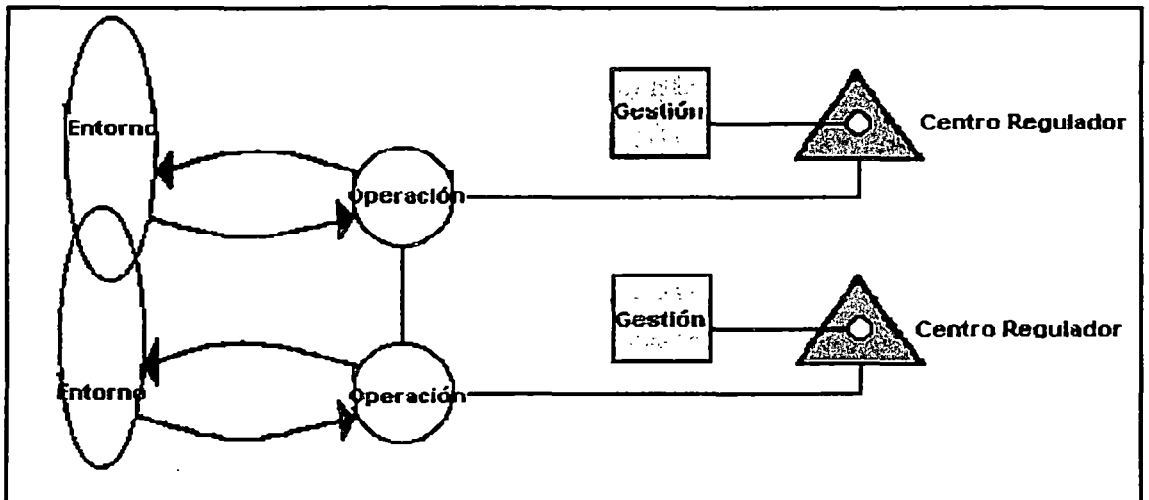 Entorno
Gestión
Centro Regulador
Operación
Gestión
Centro Regulador
Entorno
Operación